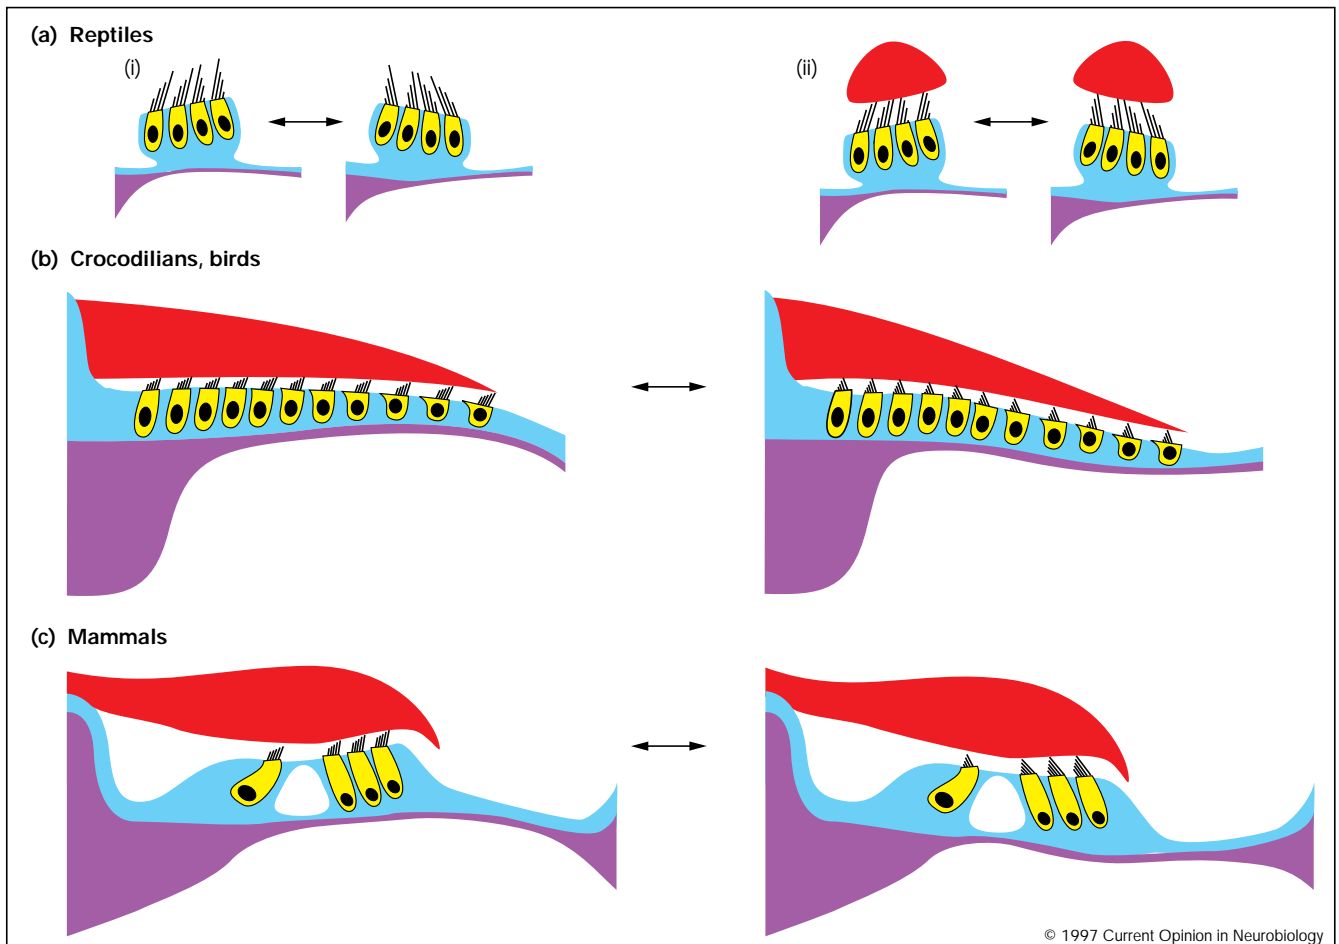 (a) Reptiles
(i)
(ii)
(b) Crocodilians, birds
(c) Mammals
© 1997 Current Opinion in Neurobiology